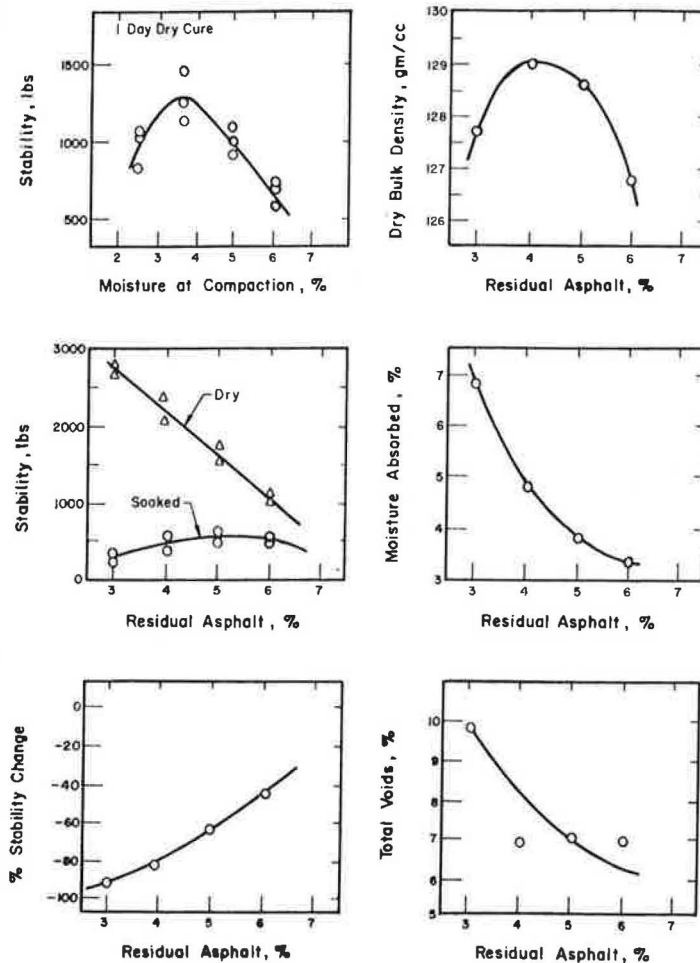 1 Day Dry Cure
Stability, lbs
1500
1000
500
2 3 4 5 6 7
Moisture at Compaction, %
Dry Bulk Density, gm/cc
130
129
128
127
126
3 4 5 6 7
Residual Asphalt, %
Stability, lbs
3000
2000
1000
0
Dry
Soaked
3 4 5 6 7
Residual Asphalt, %
Moisture Absorbed, %
7
6
5
4
3
3 4 5 6 7
Residual Asphalt, %
% Stability Change
0
-20
-40
-60
-80
-100
3 4 5 6 7
Residual Asphalt, %
Total Voids, %
10
9
8
7
6
5
3 4 5 6 7
Residual Asphalt, %